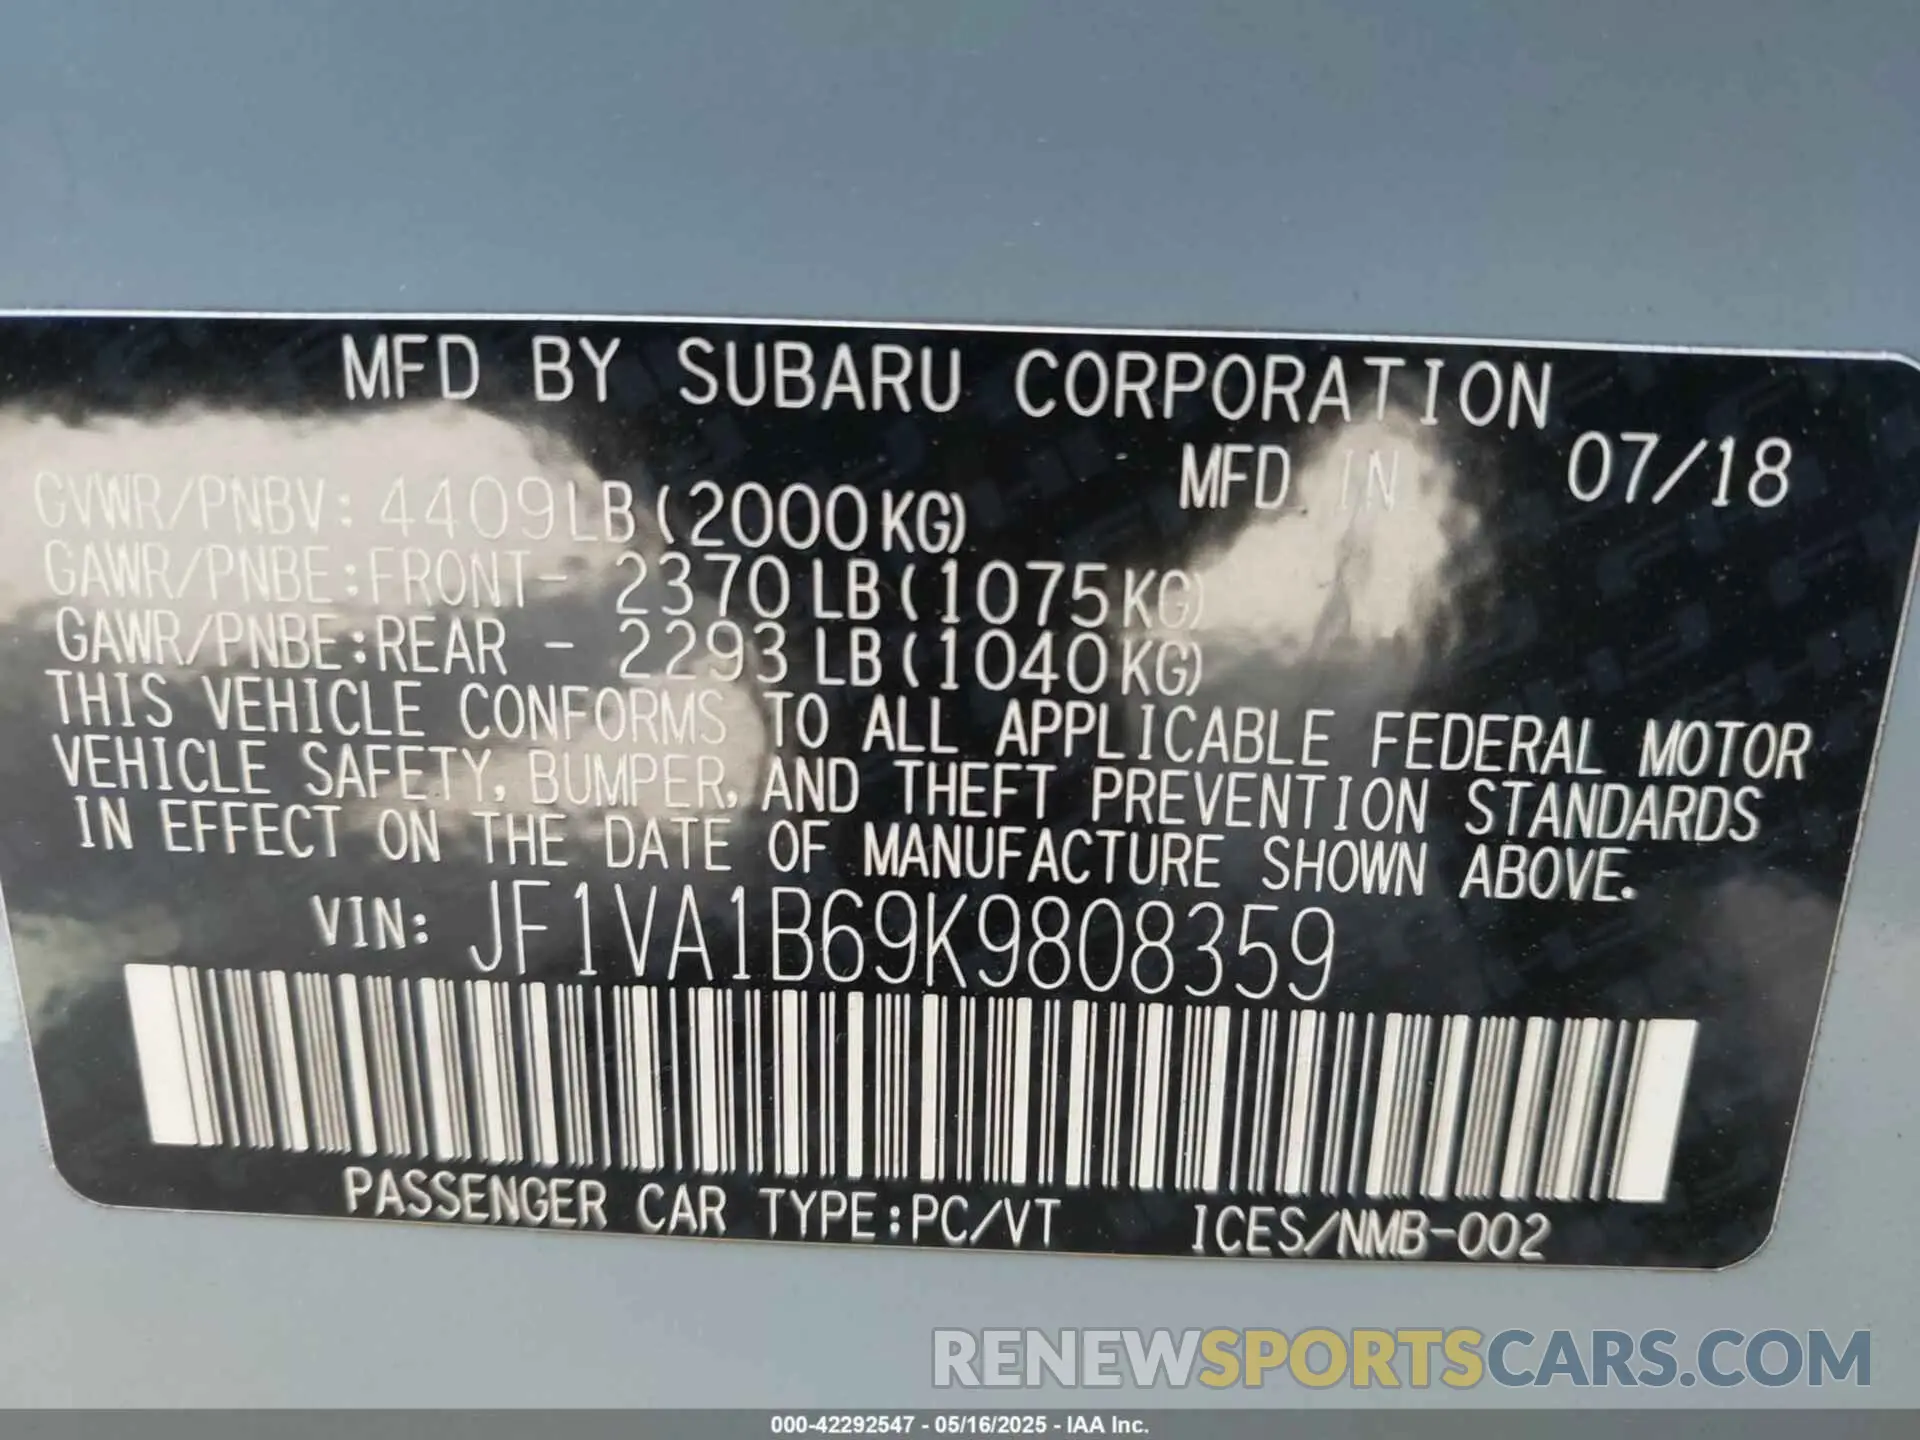 MFD BY SUBARU CORPORATION
MFD IN 07/18
GVWR/PNBV: 4409LB(2000KG)
GAWR/PNBE:FRONT- 2370LB(1075KG)
GAWR/PNBE:REAR - 2293LB(1040KG)
THIS VEHICLE CONFORMS TO ALL APPLICABLE FEDERAL MOTOR
VEHICLE SAFETY, BUMPER, AND THEFT PREVENTION STANDARDS
IN EFFECT ON THE DATE OF MANUFACTURE SHOWN ABOVE.
VIN: JF1VA1B69K9808359
PASSENGER CAR TYPE:PC/VT ICES/NMB-002
RENEWSPORTSCARS.COM
000-42292547 - 05/16/2025 - IAA Inc.